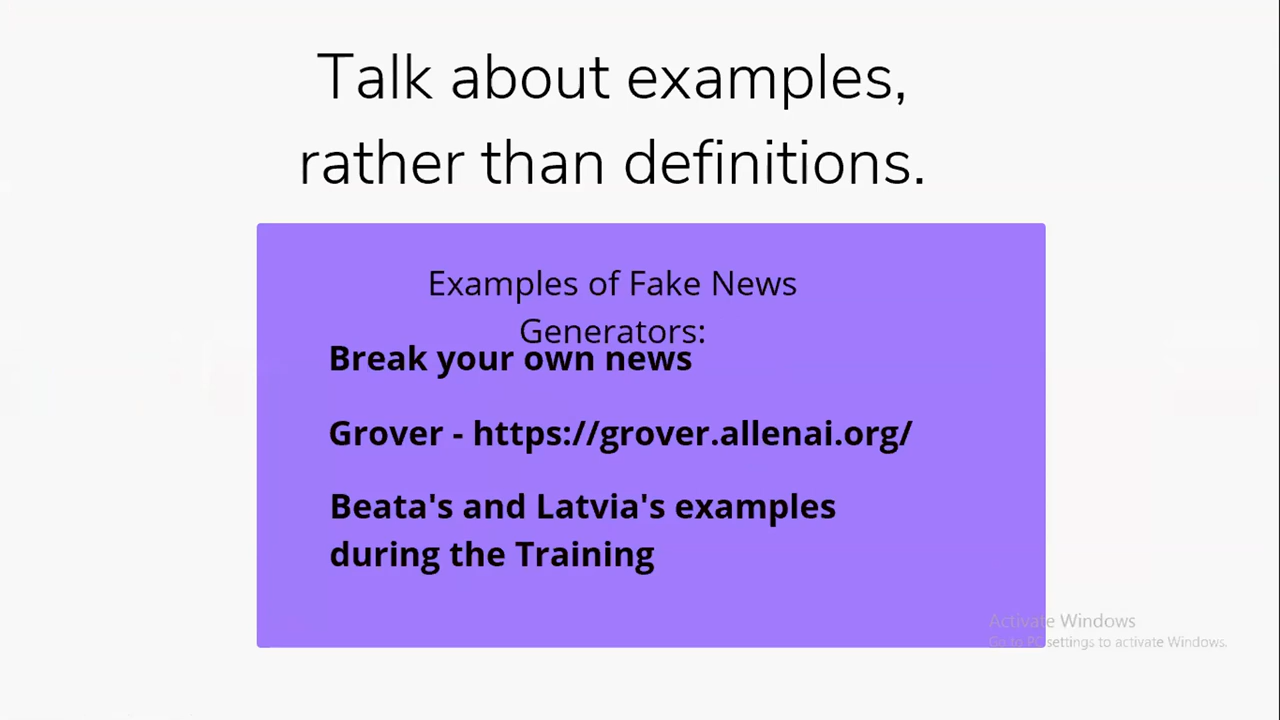 Talk about examples,
rather than definitions.
Examples of Fake News
Generators:
Break your own news
Grover - https://grover.allenai.org/
Beata's and Latvia's examples
during the Training
Activate Windows
Go to PC settings to activate Windows.